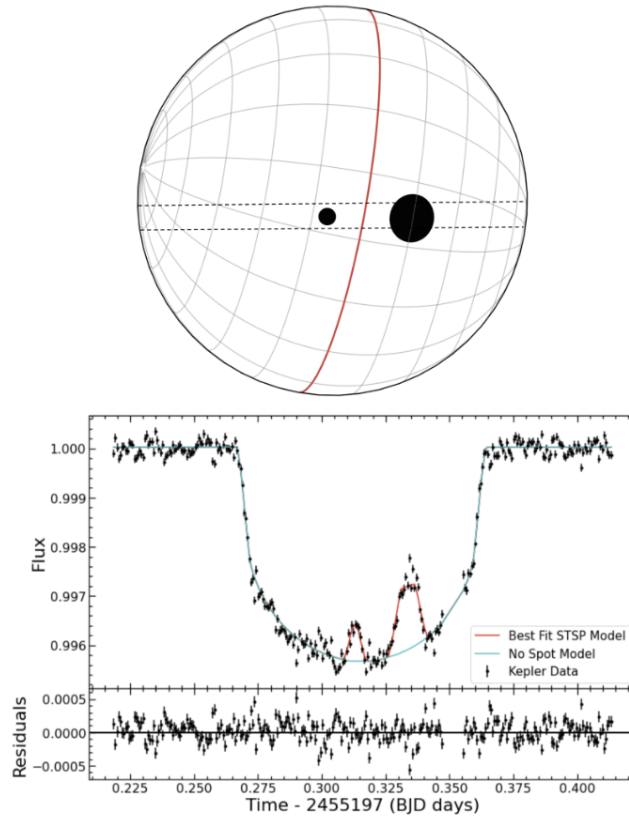 1.000
0.999
0.998
0.997
0.996
Flux
Best Fit STSP Model
No Spot Model
Kepler Data
0.0005
0.0000
−0.0005
Residuals
0.225 0.250 0.275 0.300 0.325 0.350 0.375 0.400
Time - 2455197 (BJD days)